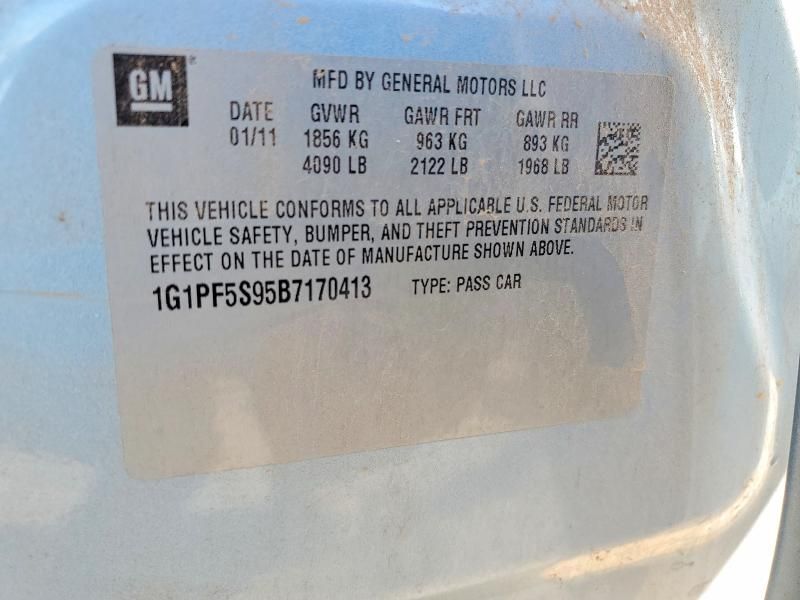 GM ®
MFD BY GENERAL MOTORS LLC
DATE GVWR GAWR FRT GAWR RR
01/11 1856 KG 963 KG 893 KG
4090 LB 2122 LB 1968 LB
THIS VEHICLE CONFORMS TO ALL APPLICABLE U.S. FEDERAL MOTOR
VEHICLE SAFETY, BUMPER, AND THEFT PREVENTION STANDARDS IN
EFFECT ON THE DATE OF MANUFACTURE SHOWN ABOVE.
1G1PF5S95B7170413 TYPE: PASS CAR